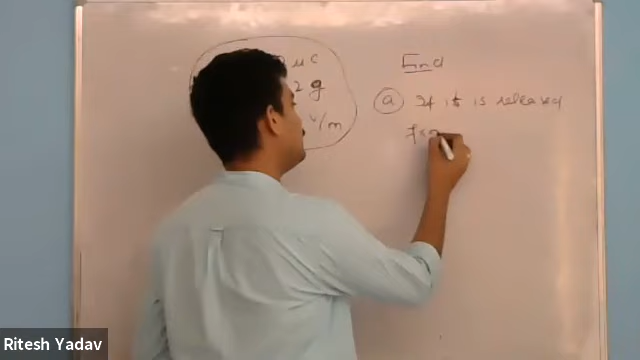 μc
2 g
v/m
Find
(a) If it is released
Ritesh Yadav